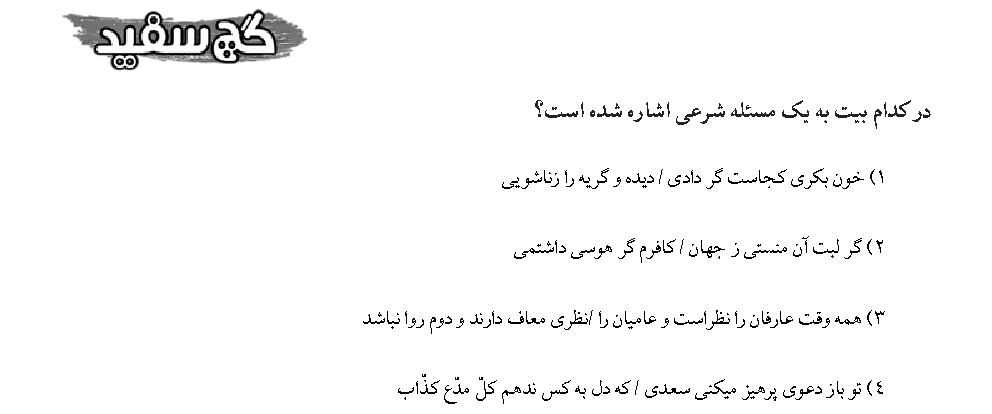 گچ سفید
در کدام بیت به یک مسئله شرعی اشاره شده است؟
۱) خون بکری کجاست گر دادی / دیده و گریه را زناشویی
۲) گر لبت آن منستی ز جهان / کافرم گر هوسی داشتمی
۳) همه وقت عارفان را نظراست و عامیان را /نظری معاف دارند و دوم روا نباشد
٤) تو باز دعوی پرهیز میکنی سعدی / که دل به کس ندهم کلّ مدّع کذّاب